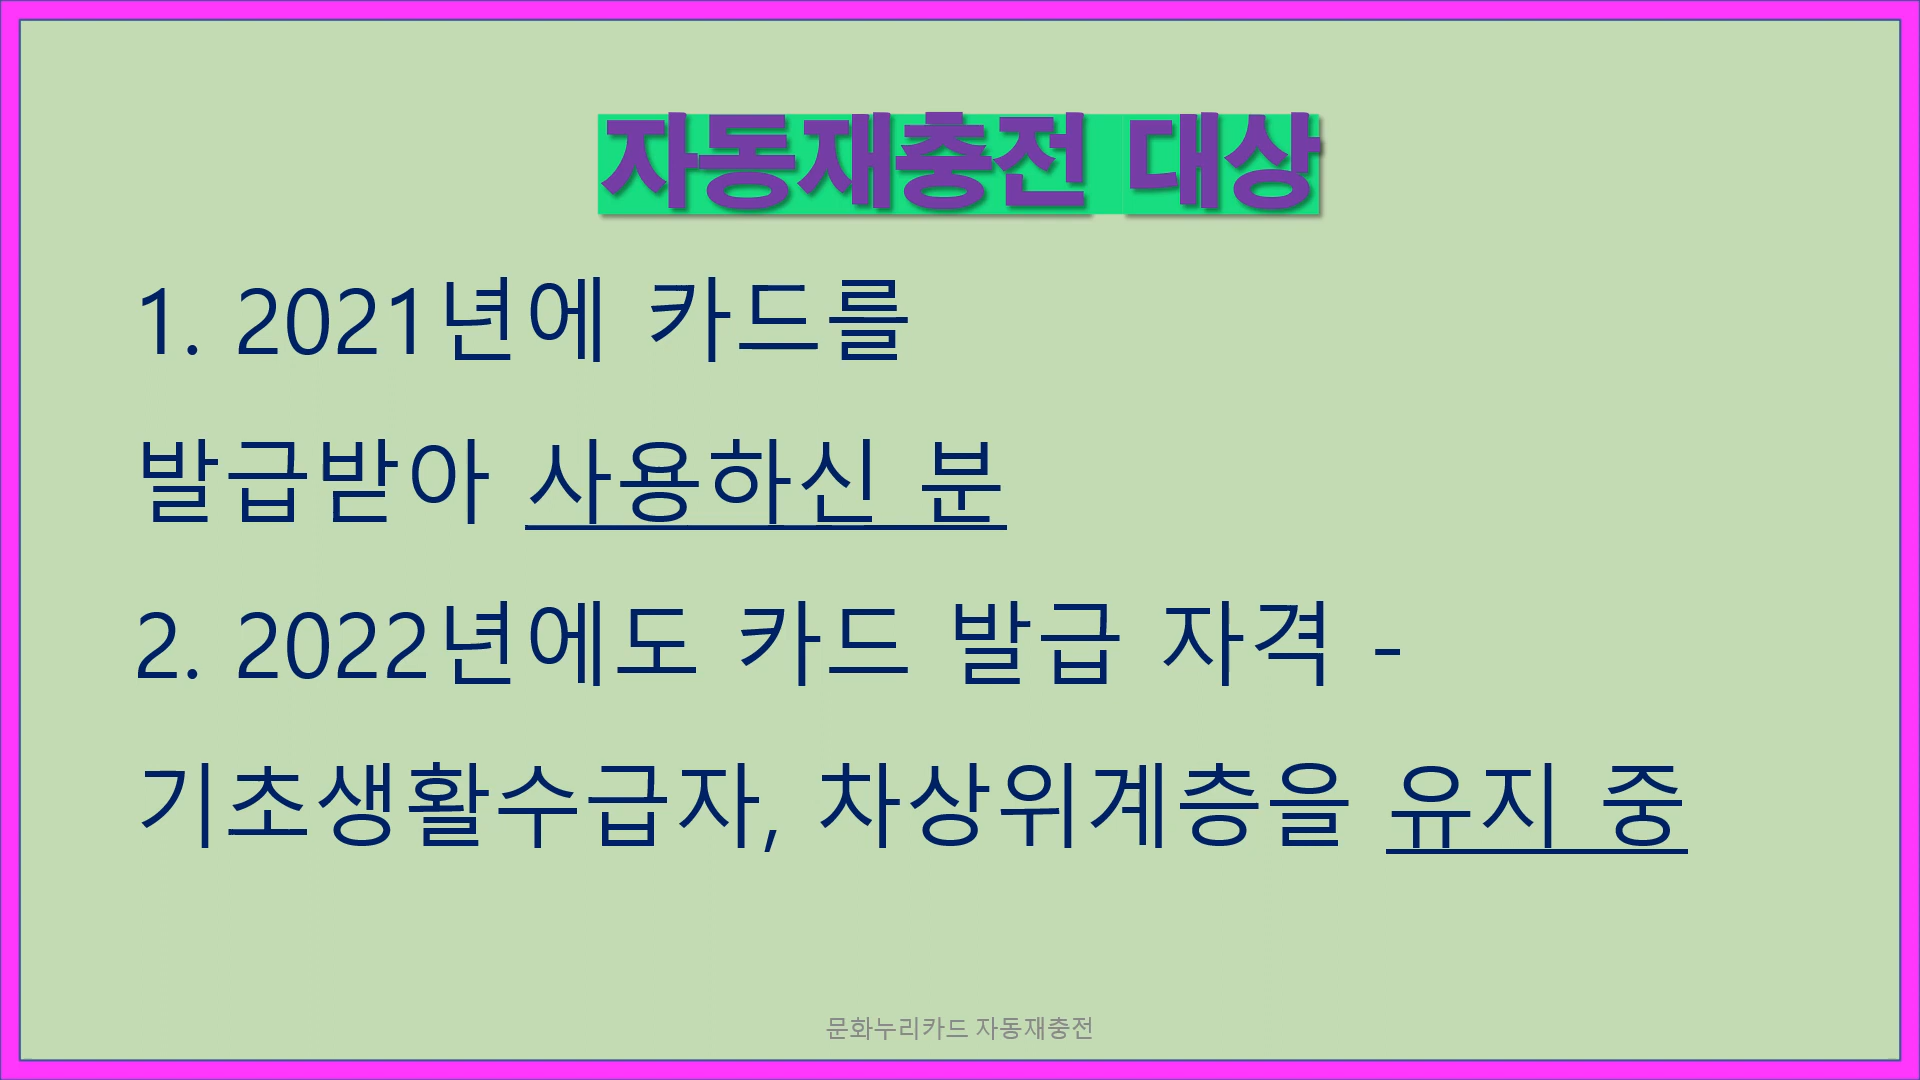 자동재충전 대상
1. 2021년에 카드를
발급받아 사용하신 분
2. 2022년에도 카드 발급 자격 -
기초생활수급자, 차상위계층을 유지 중
문화누리카드 자동재충전